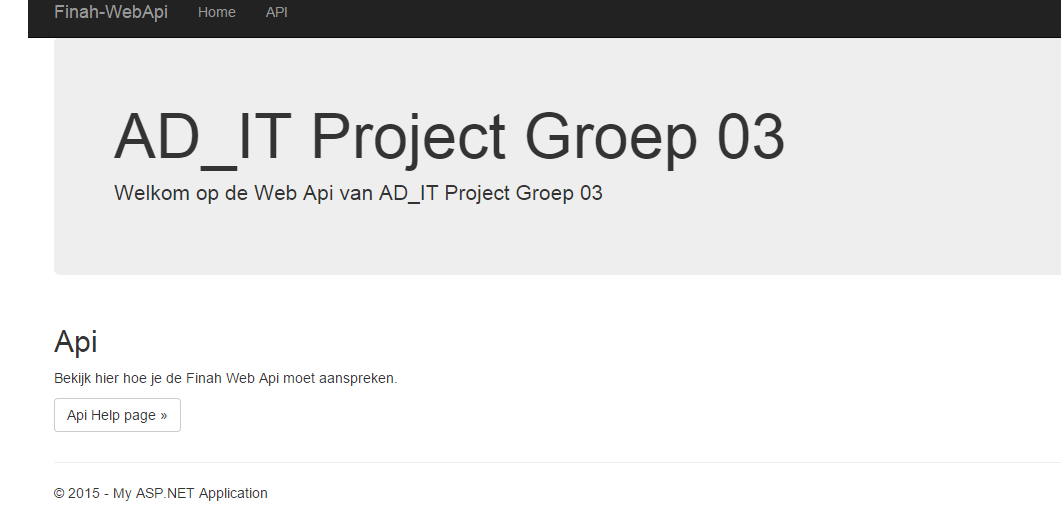 Finah-WebApi Home API
AD_IT Project Groep 03
Welkom op de Web Api van AD_IT Project Groep 03
Api
Bekijk hier hoe je de Finah Web Api moet aanspreken.
Api Help page »
© 2015 - My ASP.NET Application